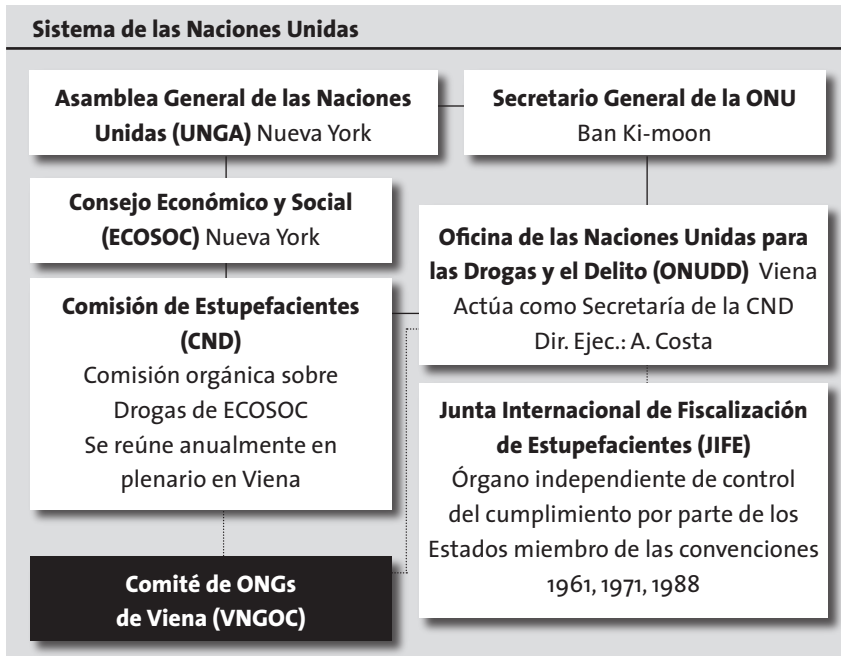 Sistema de las Naciones Unidas
Asamblea General de las Naciones
Unidas (UNGA) Nueva York
Secretario General de la ONU
Ban Ki-moon
Consejo Económico y Social
(ECOSOC) Nueva York
Oficina de las Naciones Unidas para
las Drogas y el Delito (ONUDD) Viena
Actúa como Secretaría de la CND
Dir. Ejec.: A. Costa
Comisión de Estupefacientes
(CND)
Comisión orgánica sobre
Drogas de ECOSOC
Se reúne anualmente en
plenario en Viena
Junta Internacional de Fiscalización
de Estupefacientes (JIFE)
Órgano independiente de control
del cumplimiento por parte de los
Estados miembro de las convenciones
1961, 1971, 1988
Comité de ONGs
de Viena (VNGOC)